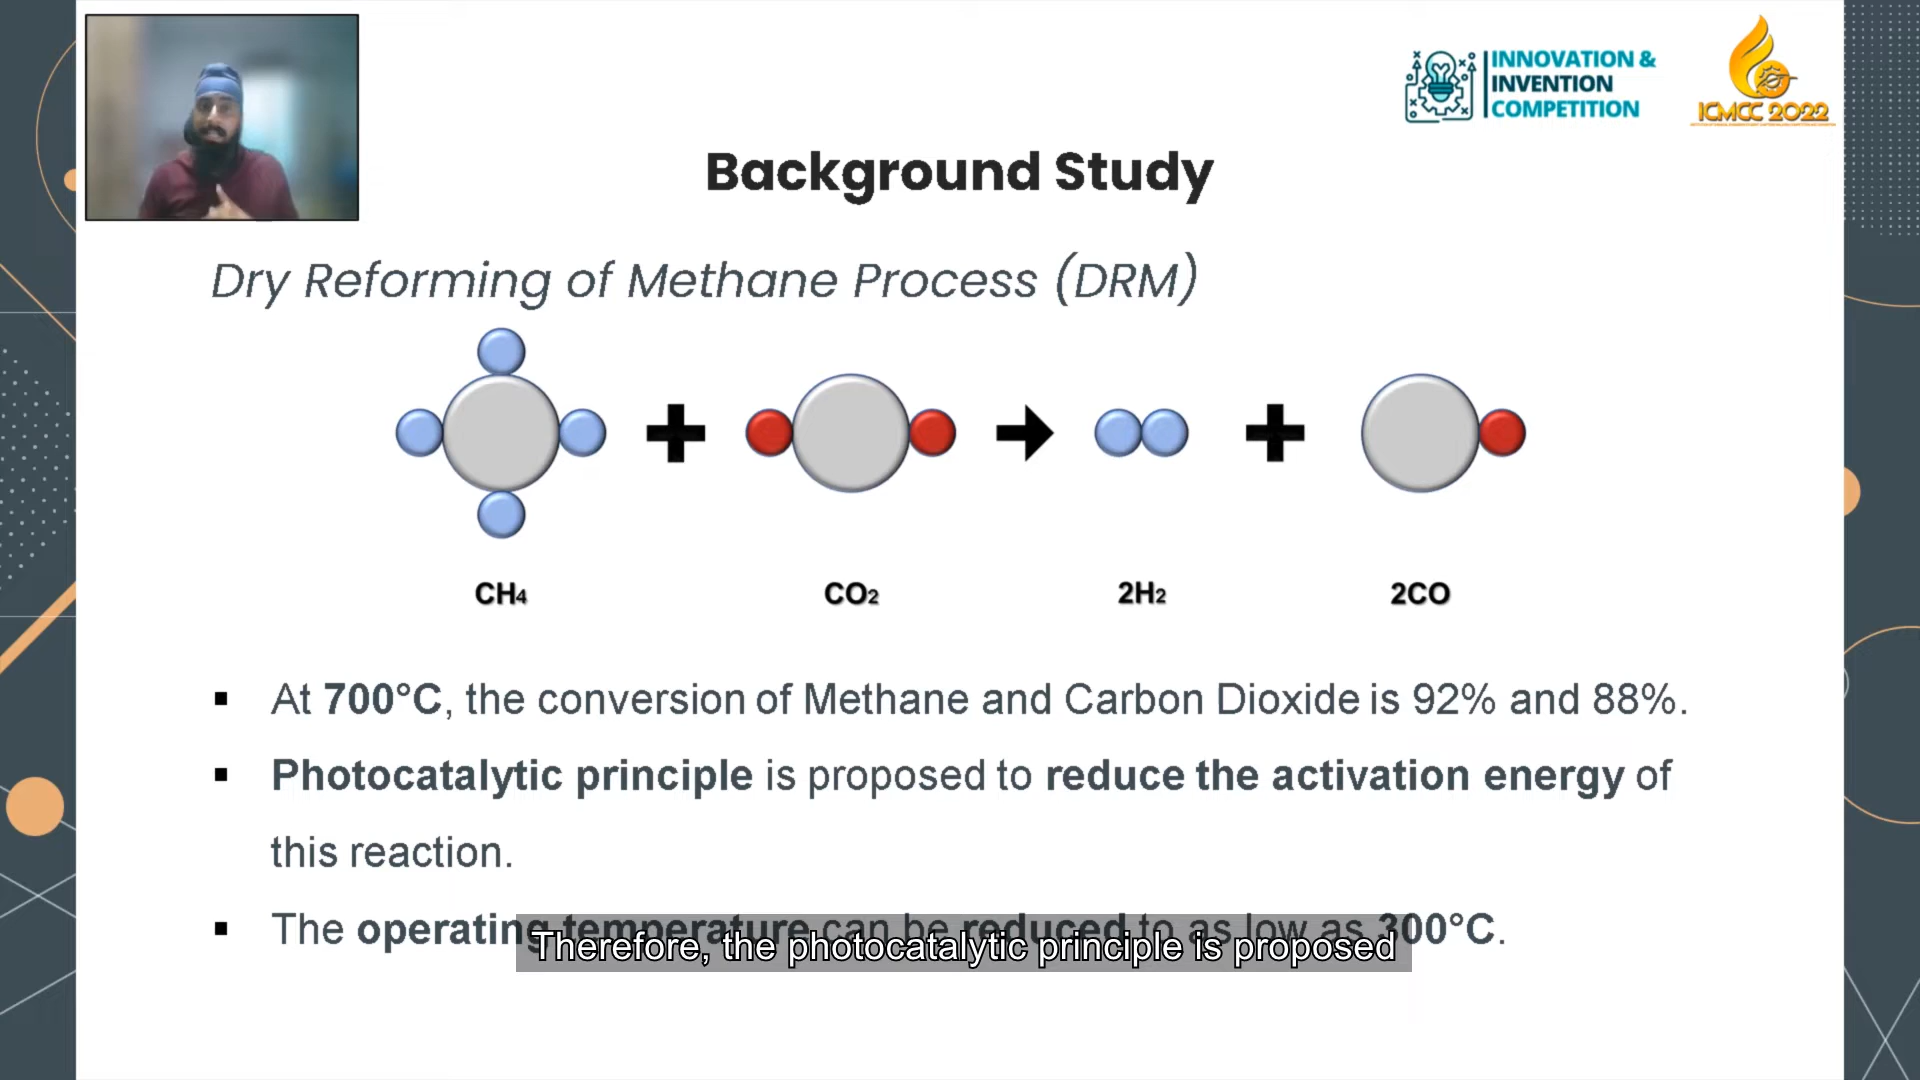 INNOVATION &
INVENTION
COMPETITION
ICMCC 2022
Background Study
Dry Reforming of Methane Process (DRM)
CH4
CO2
2H2
2CO
▪ At 700°C, the conversion of Methane and Carbon Dioxide is 92% and 88%.
▪ Photocatalytic principle is proposed to reduce the activation energy of
this reaction.
▪ The operating temperature can be reduced to as low as 300°C.
Therefore, the photocatalytic principle is proposed